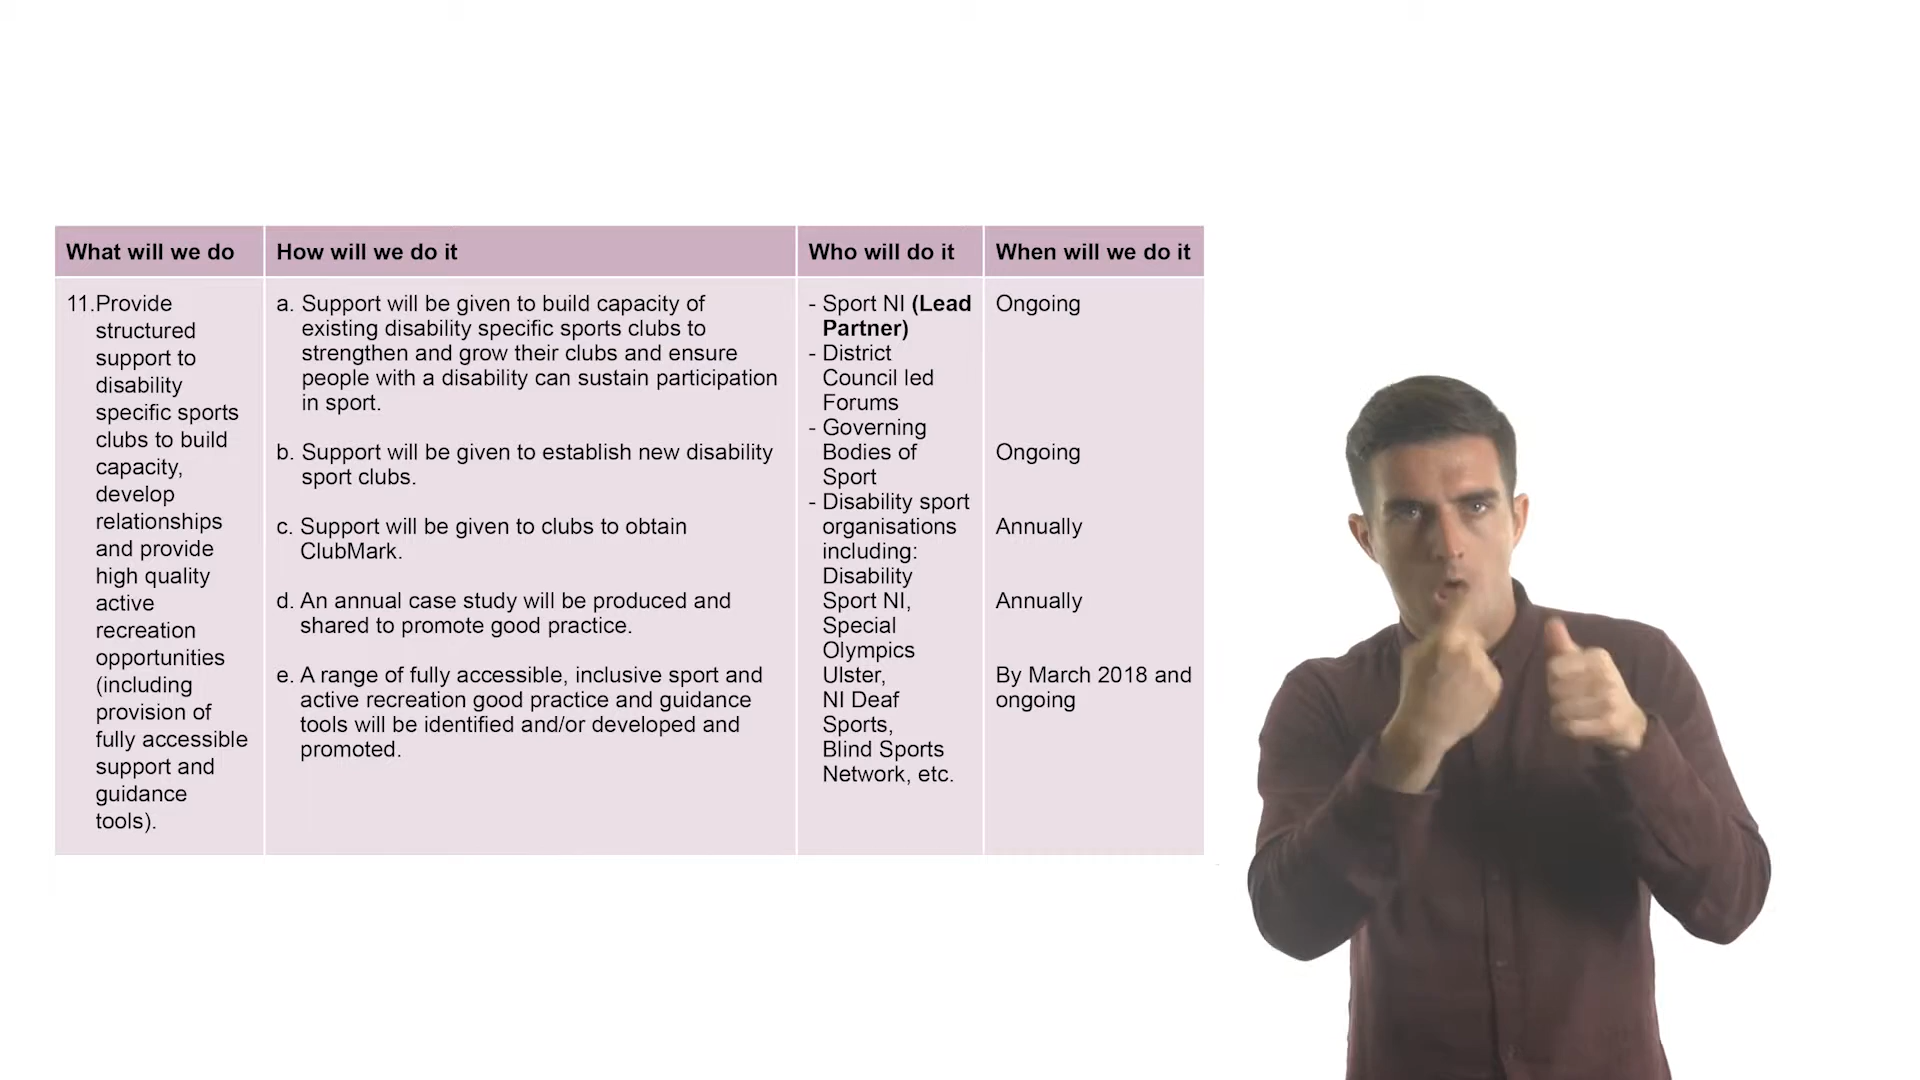 What will we do
How will we do it
Who will do it
When will we do it
11.Provide
structured
support to
disability
specific sports
clubs to build
capacity,
develop
relationships
and provide
high quality
active
recreation
opportunities
(including
provision of
fully accessible
support and
guidance
tools).
a. Support will be given to build capacity of
existing disability specific sports clubs to
strengthen and grow their clubs and ensure
people with a disability can sustain participation
in sport.
b. Support will be given to establish new disability
sport clubs.
c. Support will be given to clubs to obtain
ClubMark.
d. An annual case study will be produced and
shared to promote good practice.
e. A range of fully accessible, inclusive sport and
active recreation good practice and guidance
tools will be identified and/or developed and
promoted.
- Sport NI (Lead
Partner)
- District
Council led
Forums
- Governing
Bodies of
Sport
- Disability sport
organisations
including:
Disability
Sport NI,
Special
Olympics
Ulster,
NI Deaf
Sports,
Blind Sports
Network, etc.
Ongoing
Ongoing
Annually
Annually
By March 2018 and
ongoing